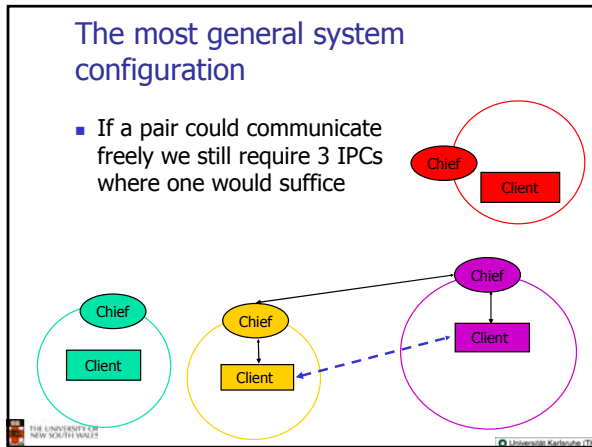 The most general system
configuration
If a pair could communicate
freely we still require 3 IPCs
where one would suffice
Chief
Client
Chief
Client
Chief
Client
Chief
Client
THE UNIVERSITY OF
NEW SOUTH WALES
© Universität Karlsruhe (T